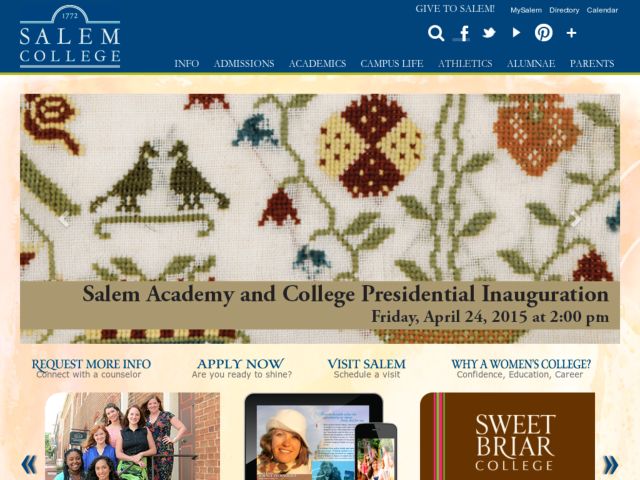 1772
SALEM
COLLEGE
GIVE TO SALEM!
MySalem Directory Calendar
INFO ADMISSIONS ACADEMICS CAMPUS LIFE ATHLETICS ALUMNAE PARENTS
Salem Academy and College Presidential Inauguration
Friday, April 24, 2015 at 2:00 pm
REQUEST MORE INFO
Connect with a counselor
APPLY NOW
Are you ready to shine?
VISIT SALEM
Schedule a visit
WHY A WOMEN'S COLLEGE?
Confidence, Education, Career
SWEET
BRIAR
COLLEGE